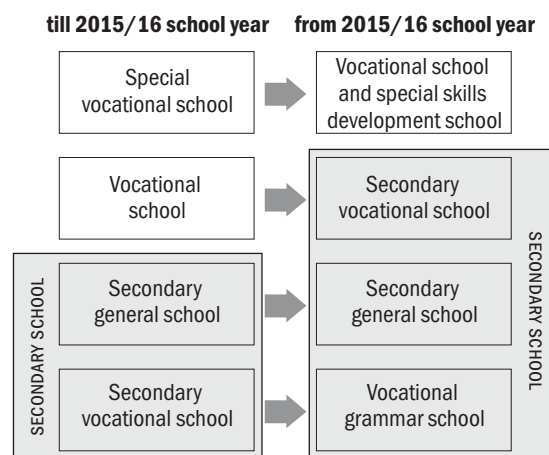 till 2015/16 school year
from 2015/16 school year
Special
vocational school
Vocational school
and special skills
development school
Vocational
school
Secondary
vocational school
SECONDARY SCHOOL
Secondary
general school
Secondary
general school
SECONDARY SCHOOL
Secondary
vocational school
Vocational
grammar school